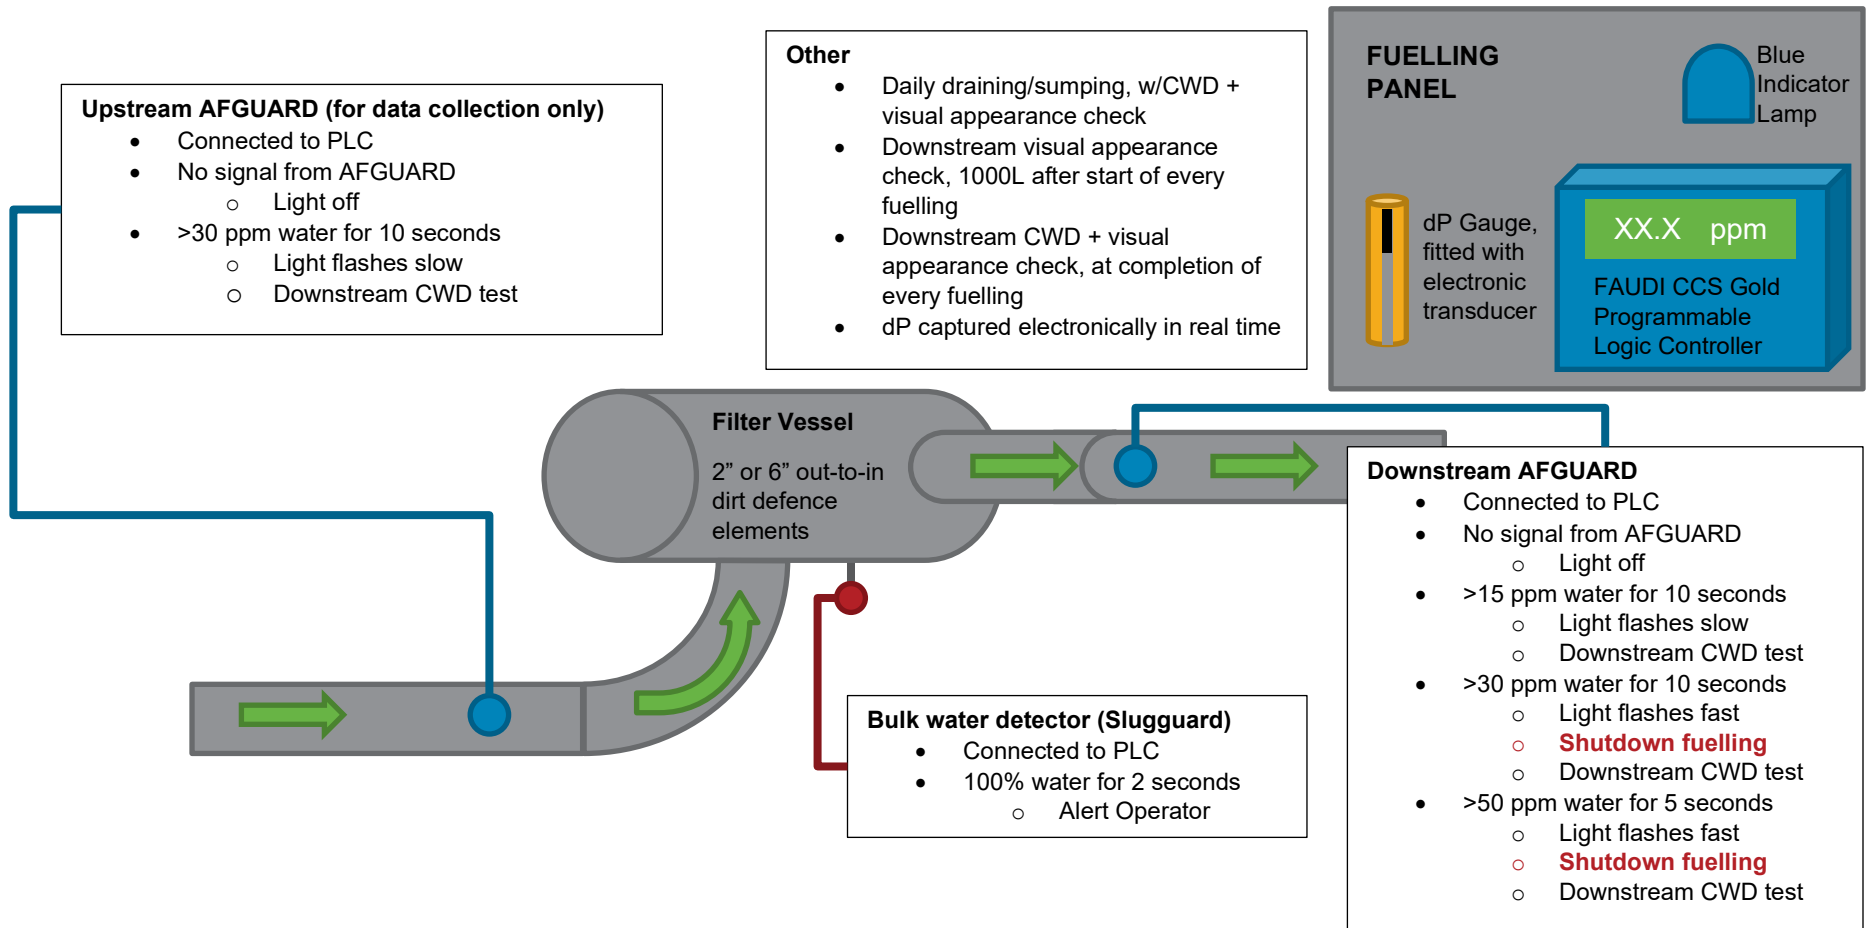 Upstream AFGUARD (for data collection only)
• Connected to PLC
• No signal from AFGUARD
o Light off
• >30 ppm water for 10 seconds
o Light flashes slow
o Downstream CWD test
Other
• Daily draining/sumping, w/CWD +
visual appearance check
• Downstream visual appearance
check, 1000L after start of every
fuelling
• Downstream CWD + visual
appearance check, at completion of
every fuelling
• dP captured electronically in real time
FUELLING
PANEL
Blue
Indicator
Lamp
dP Gauge,
fitted with
electronic
transducer
XX.X ppm
FAUDI CCS Gold
Programmable
Logic Controller
Filter Vessel
2” or 6” out-to-in
dirt defence
elements
Bulk water detector (Slugguard)
• Connected to PLC
• 100% water for 2 seconds
o Alert Operator
Downstream AFGUARD
• Connected to PLC
• No signal from AFGUARD
o Light off
• >15 ppm water for 10 seconds
o Light flashes slow
o Downstream CWD test
• >30 ppm water for 10 seconds
o Light flashes fast
o Shutdown fuelling
o Downstream CWD test
• >50 ppm water for 5 seconds
o Light flashes fast
o Shutdown fuelling
o Downstream CWD test